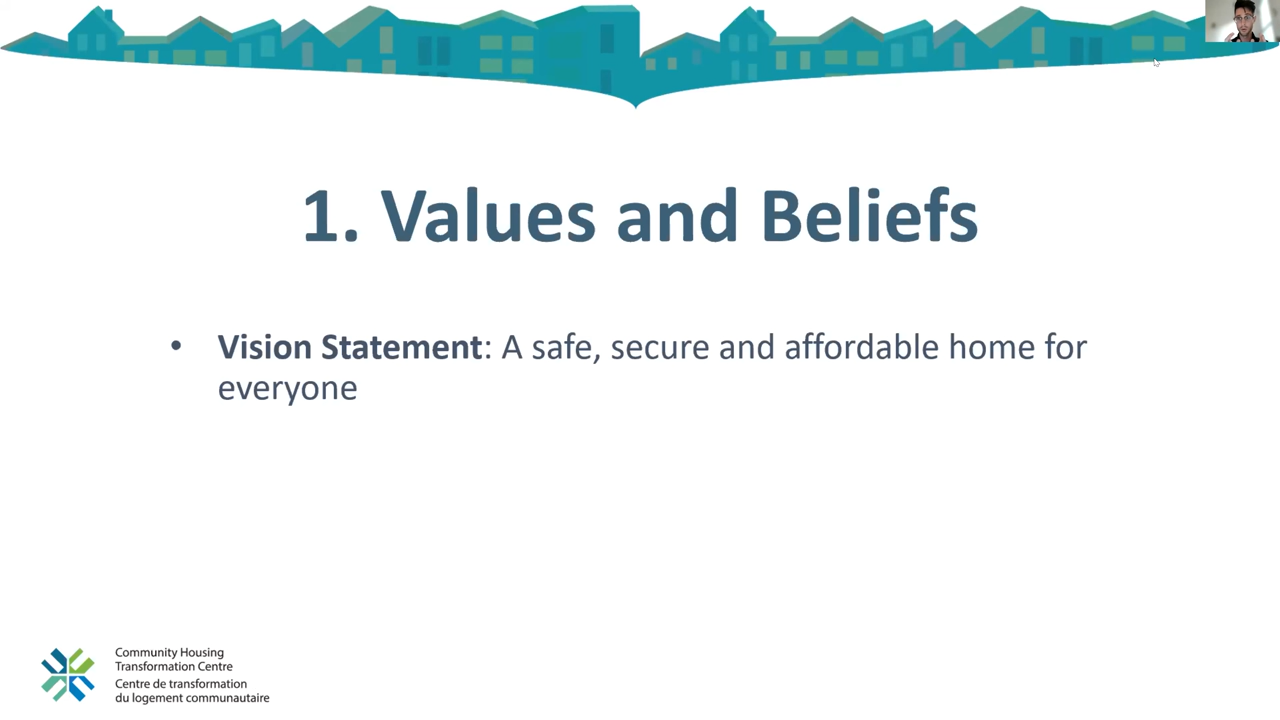 1. Values and Beliefs
• Vision Statement: A safe, secure and affordable home for
everyone
Community Housing
Transformation Centre
Centre de transformation
du logement communautaire